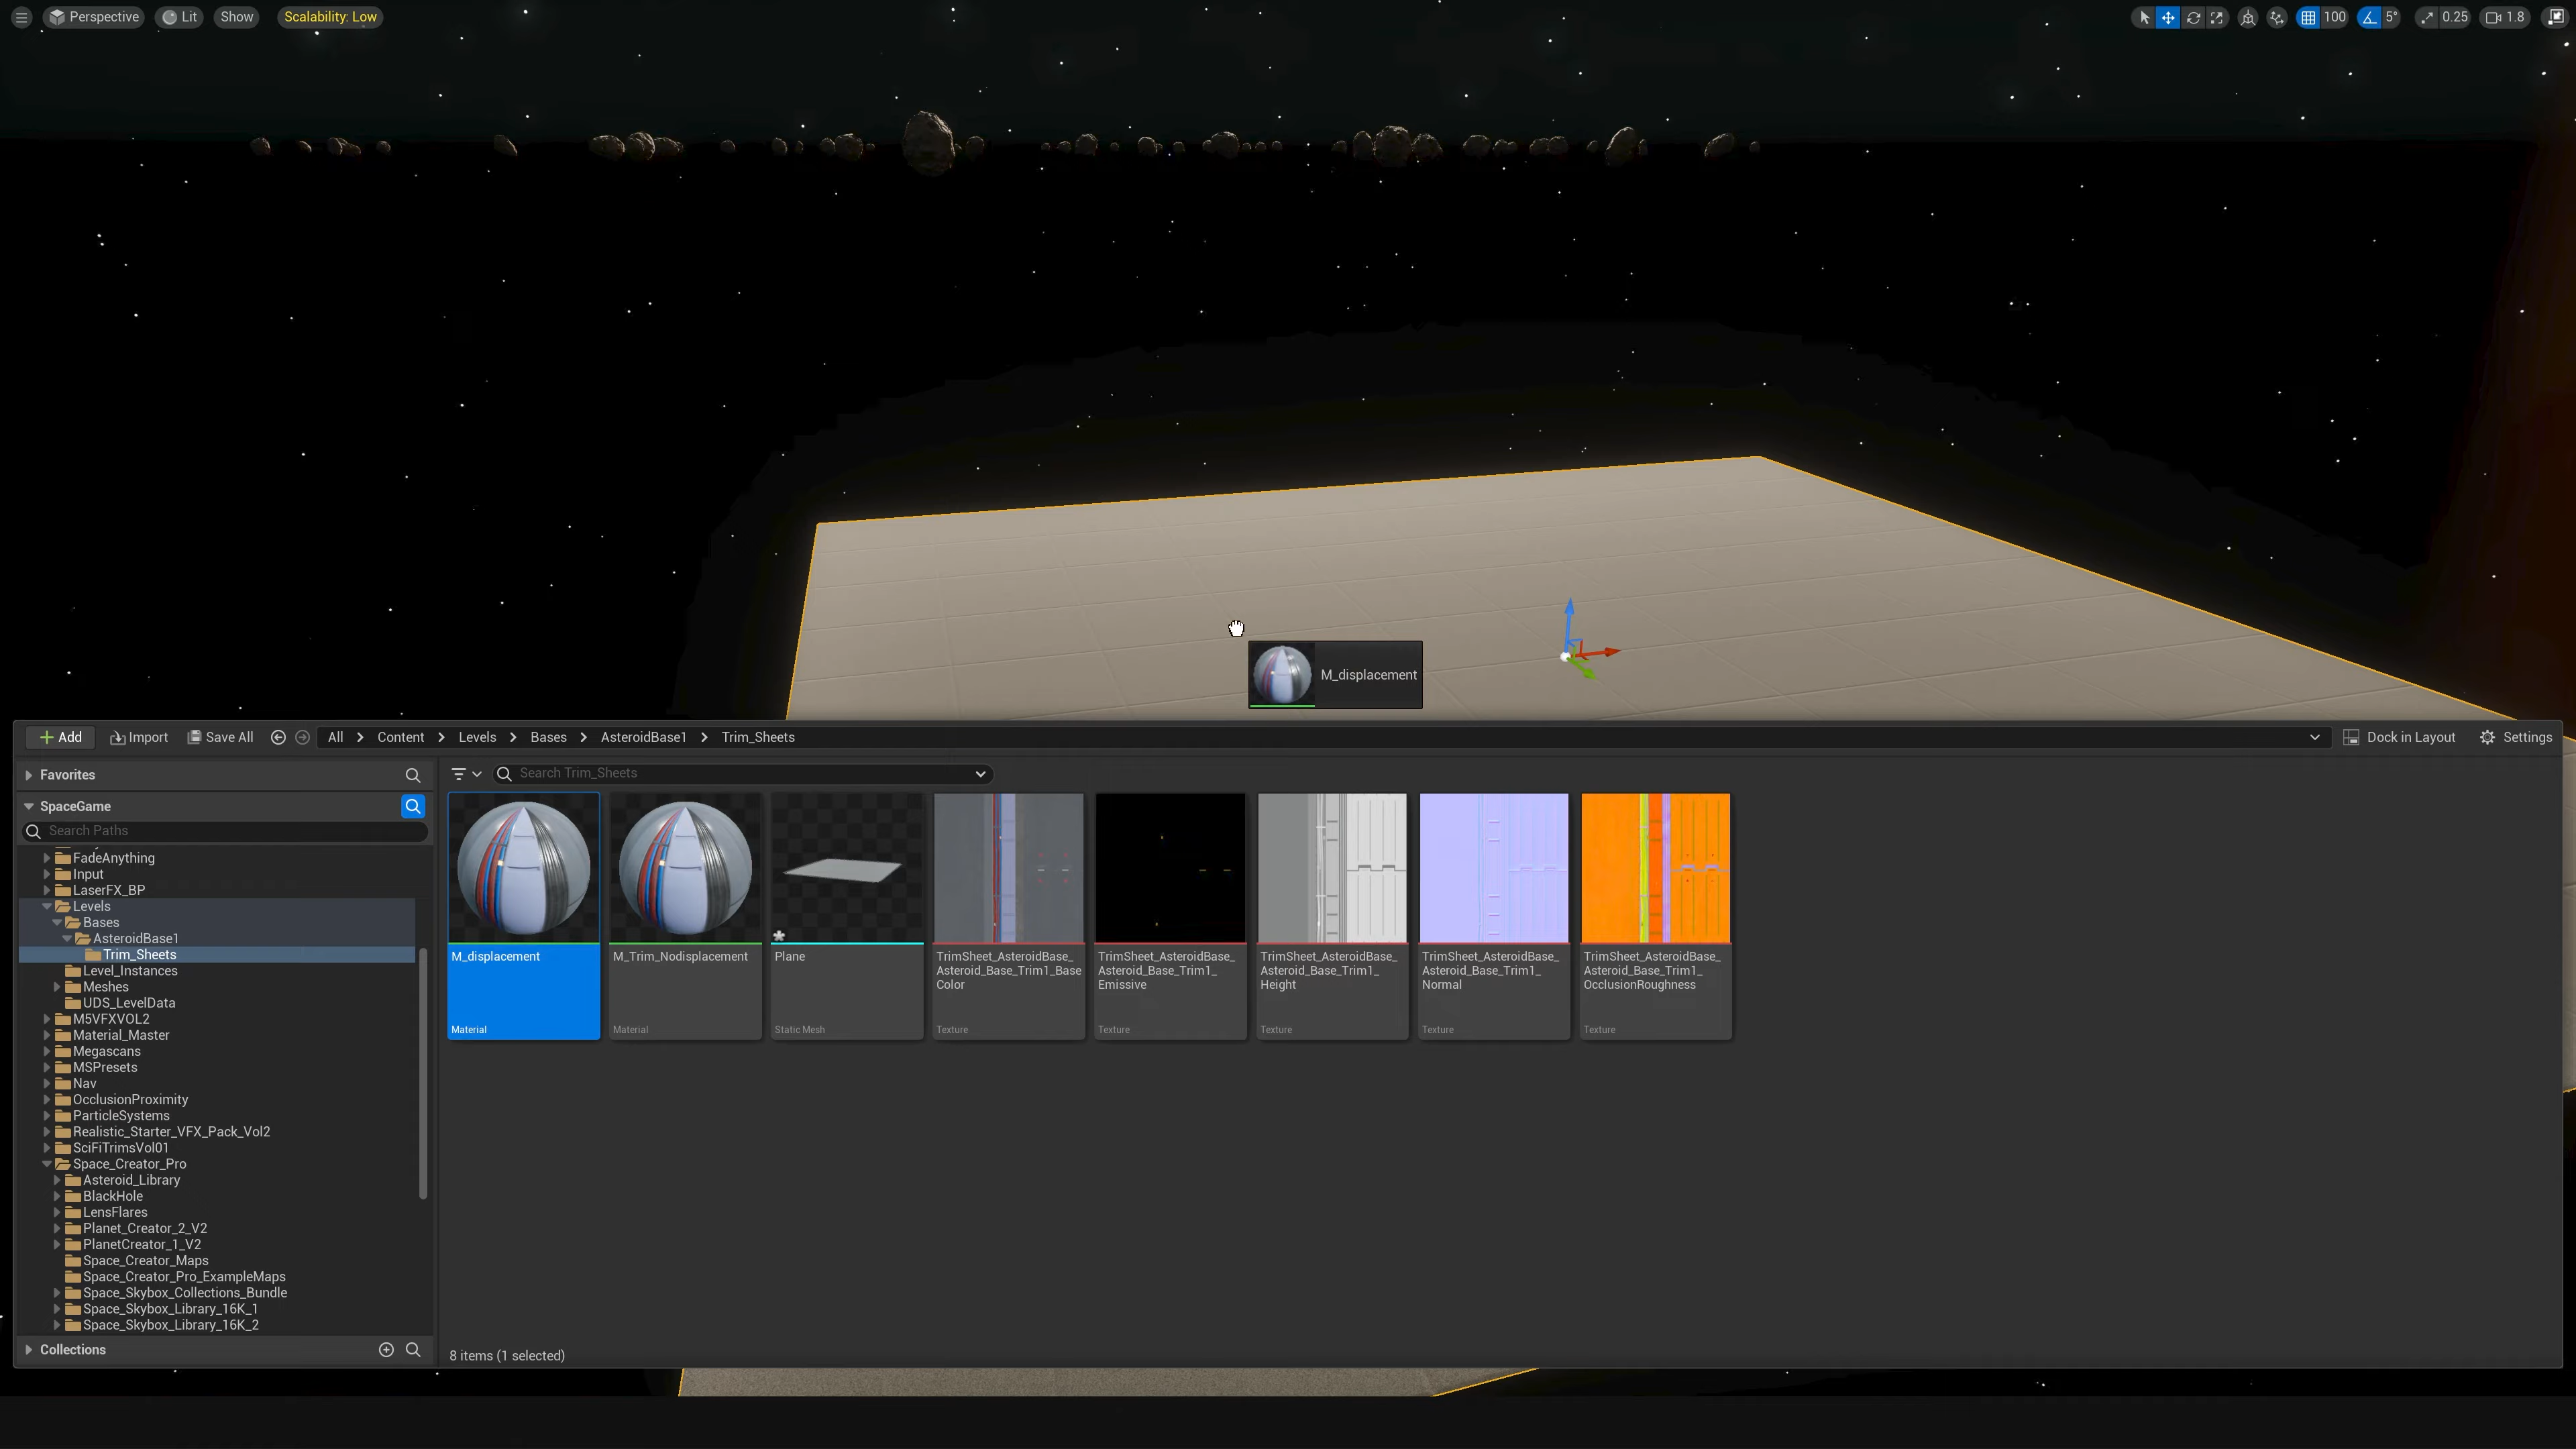 Perspective
Lit
Show
Scalability: Low
100
5°
0.25
1.8
M_displacement
Add
Import
Save All
All
Content
Levels
Bases
AsteroidBase1
Trim_Sheets
Dock in Layout
Settings
Favorites
SpaceGame
Search Paths
FadeAnything
Input
LaserFX_BP
Levels
Bases
AsteroidBase1
Trim_Sheets
Level_Instances
Meshes
UDS_LevelData
M5VFXVOL2
Material_Master
Megascans
MSPresets
Nav
OcclusionProximity
ParticleSystems
Realistic_Starter_VFX_Pack_Vol2
SciFiTrimsVol01
Space_Creator_Pro
Asteroid_Library
BlackHole
LensFlares
Planet_Creator_2_V2
PlanetCreator_1_V2
Space_Creator_Maps
Space_Creator_Pro_ExampleMaps
Space_Skybox_Collections_Bundle
Space_Skybox_Library_16K_1
Space_Skybox_Library_16K_2
Collections
Search Trim_Sheets
M_displacement
Material
M_Trim_Nodisplacement
Material
Plane
Static Mesh
TrimSheet_AsteroidBase_
Asteroid_Base_Trim1_Base
Color
Texture
TrimSheet_AsteroidBase_
Asteroid_Base_Trim1_
Emissive
Texture
TrimSheet_AsteroidBase_
Asteroid_Base_Trim1_
Height
Texture
TrimSheet_AsteroidBase_
Asteroid_Base_Trim1_
Normal
Texture
TrimSheet_AsteroidBase_
Asteroid_Base_Trim1_
OcclusionRoughness
Texture
8 items (1 selected)